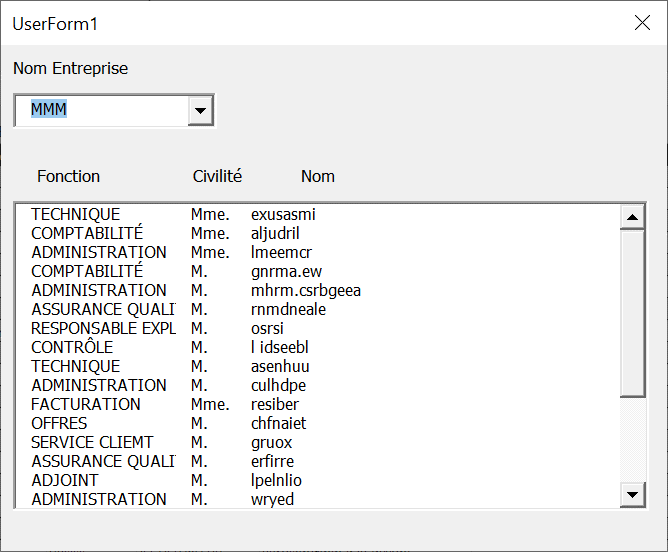 UserForm1
Nom Entreprise
MMM
Fonction Civilité Nom
TECHNIQUE Mme. exusasmi
COMPTABILITÉ Mme. aljudril
ADMINISTRATION Mme. lmeemcr
COMPTABILITÉ M. gnrma.ew
ADMINISTRATION M. mhrm.csrbgeea
ASSURANCE QUALI M. rnmdneale
RESPONSABLE EXPL M. osrsi
CONTRÔLE M. l idseebl
TECHNIQUE M. asenhuu
ADMINISTRATION M. culhdpe
FACTURATION Mme. resiber
OFFRES M. chfnaiet
SERVICE CLIEMT M. gruox
ASSURANCE QUALI M. erfirre
ADJOINT M. lpelnlio
ADMINISTRATION M. wryed